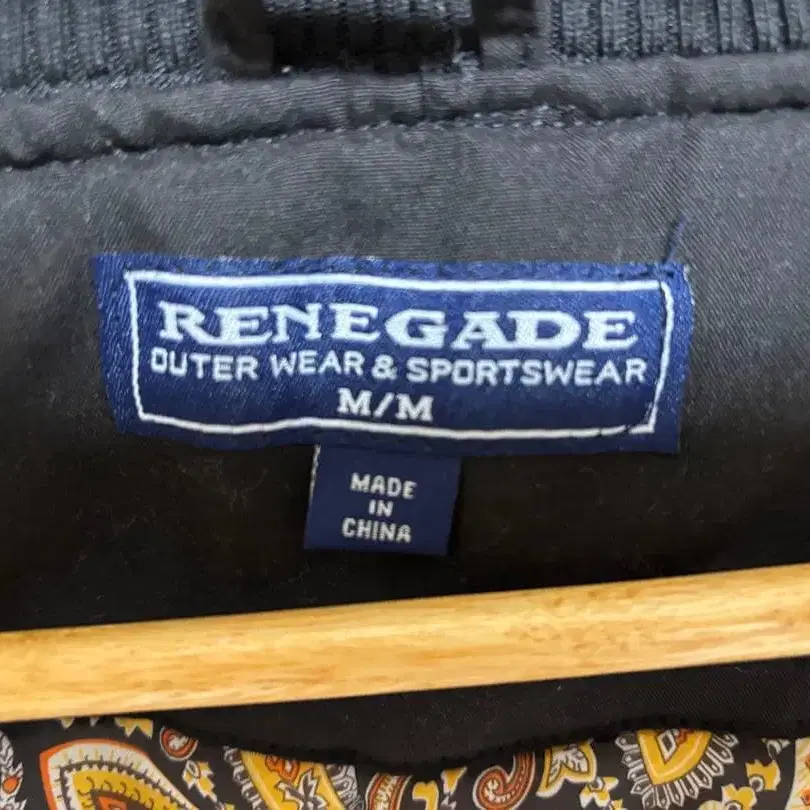 RENEGADE
OUTER WEAR & SPORTSWEAR
M/M
MADE
IN
CHINA